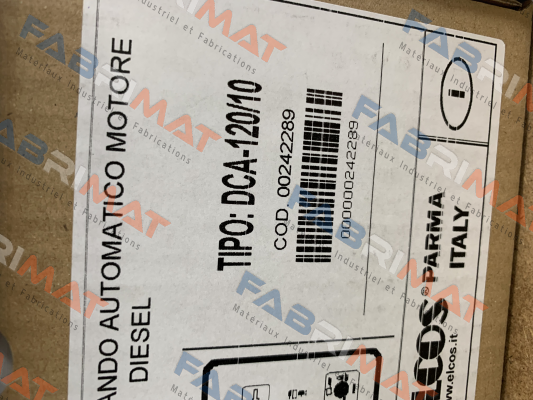 ANDO AUTOMATICO MOTORE
DIESEL
TIPO: DCA-120/10
COD 00242289
000000242289
i
ELCOS® PARMA
ITALY
www.elcos.it
FABRIMAT
Matériaux Industriel et Fabrications